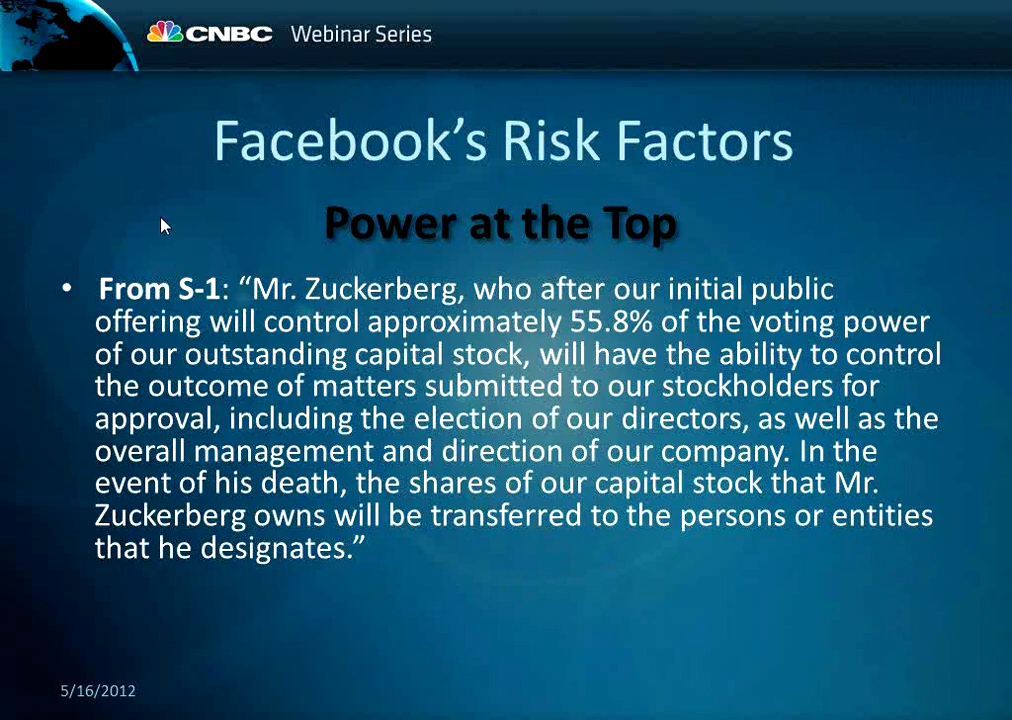 CNBC Webinar Series
Facebook’s Risk Factors
Power at the Top
• From S-1: “Mr. Zuckerberg, who after our initial public
offering will control approximately 55.8% of the voting power
of our outstanding capital stock, will have the ability to control
the outcome of matters submitted to our stockholders for
approval, including the election of our directors, as well as the
overall management and direction of our company. In the
event of his death, the shares of our capital stock that Mr.
Zuckerberg owns will be transferred to the persons or entities
that he designates.”
5/16/2012